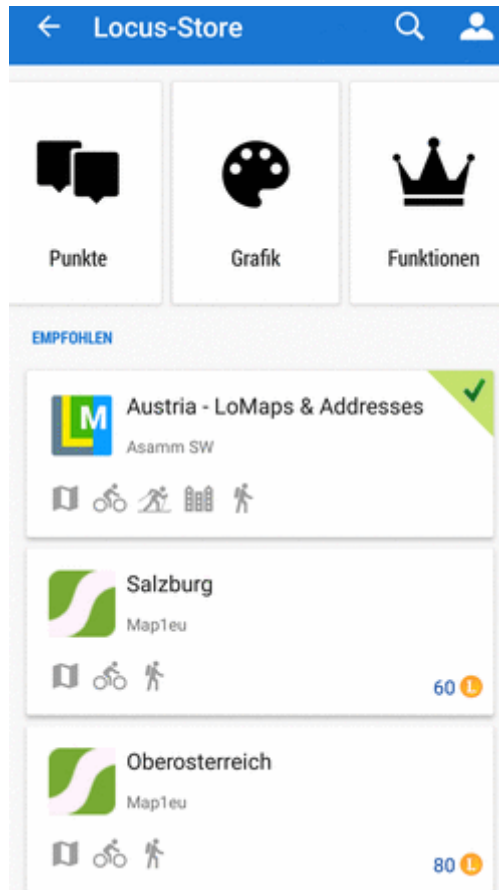 Locus-Store
Punkte
Grafik
Funktionen
EMPFOHLEN
M
Austria - LoMaps & Addresses
Asamm SW
Salzburg
Map1eu
60 L
Oberosterreich
Map1eu
80 L